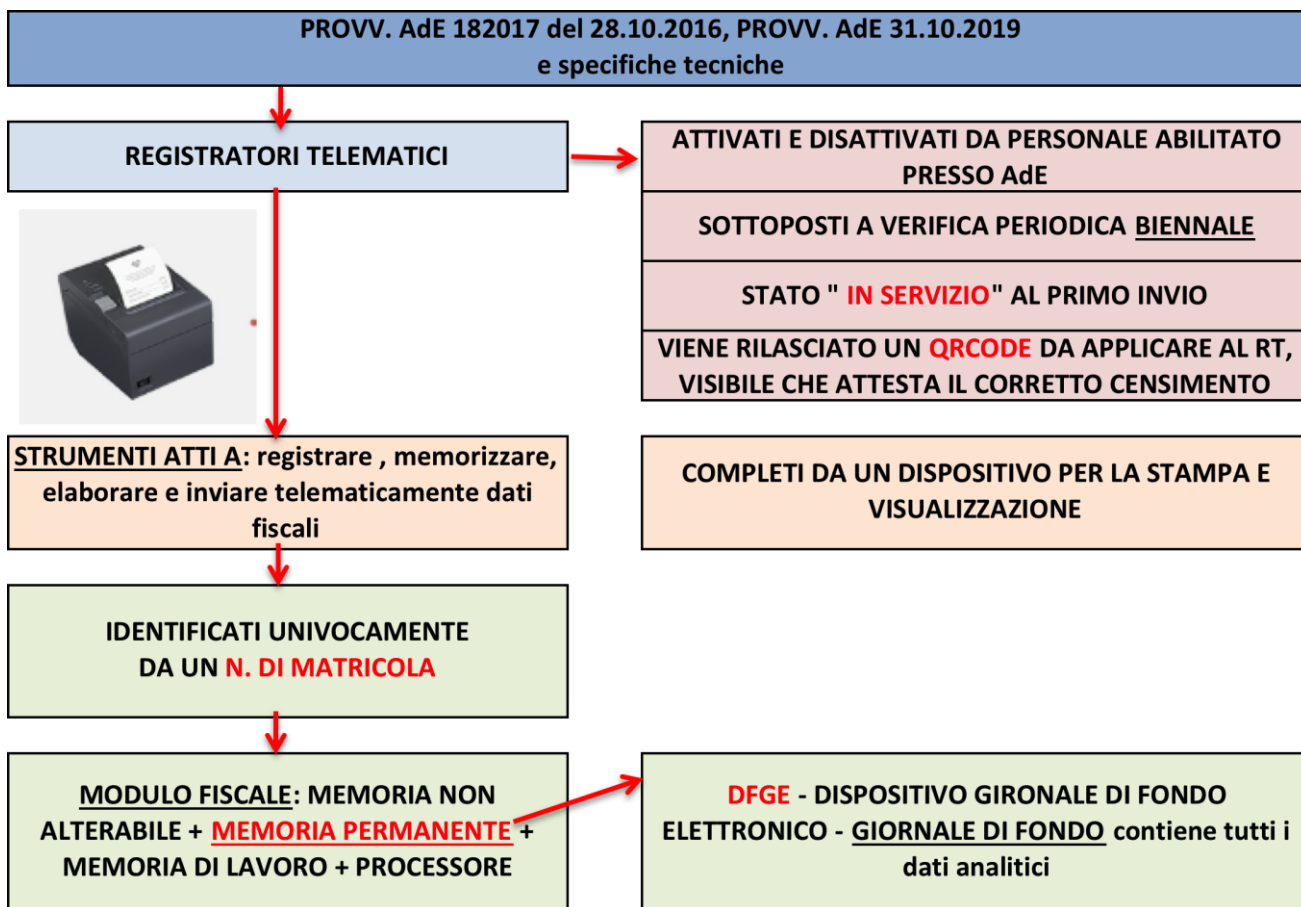 PROVV. AdE 182017 del 28.10.2016, PROVV. AdE 31.10.2019
e specifiche tecniche
REGISTRATORI TELEMATICI
ATTIVATI E DISATTIVATI DA PERSONALE ABILITATO
PRESSO AdE
SOTTOPOSTI A VERIFICA PERIODICA BIENNALE
STATO " IN SERVIZIO" AL PRIMO INVIO
VIENE RILASCIATO UN QRCODE DA APPLICARE AL RT,
VISIBILE CHE ATTESTA IL CORRETTO CENSIMENTO
STRUMENTI ATTI A: registrare , memorizzare,
elaborare e inviare telematicamente dati
fiscali
COMPLETI DA UN DISPOSITIVO PER LA STAMPA E
VISUALIZZAZIONE
IDENTIFICATI UNIVOCAMENTE
DA UN N. DI MATRICOLA
MODULO FISCALE: MEMORIA NON
ALTERABILE + MEMORIA PERMANENTE +
MEMORIA DI LAVORO + PROCESSORE
DFGE - DISPOSITIVO GIRONALE DI FONDO
ELETTRONICO - GIORNALE DI FONDO contiene tutti i
dati analitici